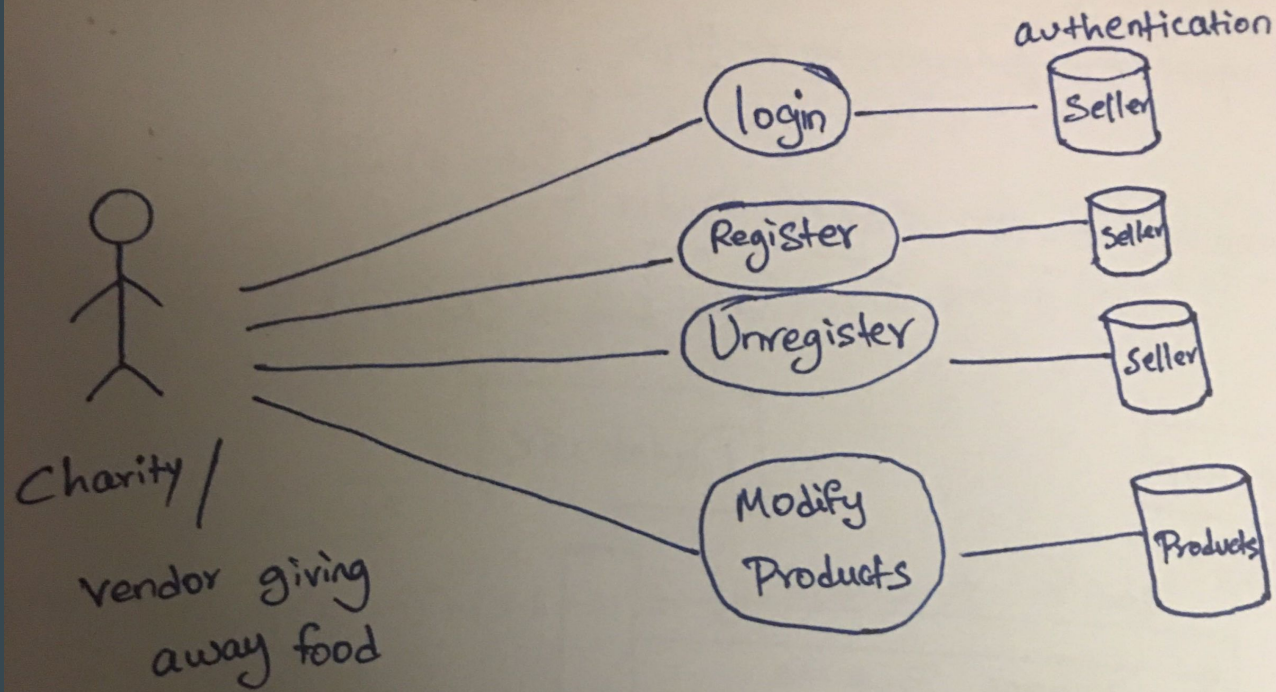 authentication
login
Seller
Register
Seller
Unregister
Seller
Charity/
vendor giving
away food
Modify
Products
Products